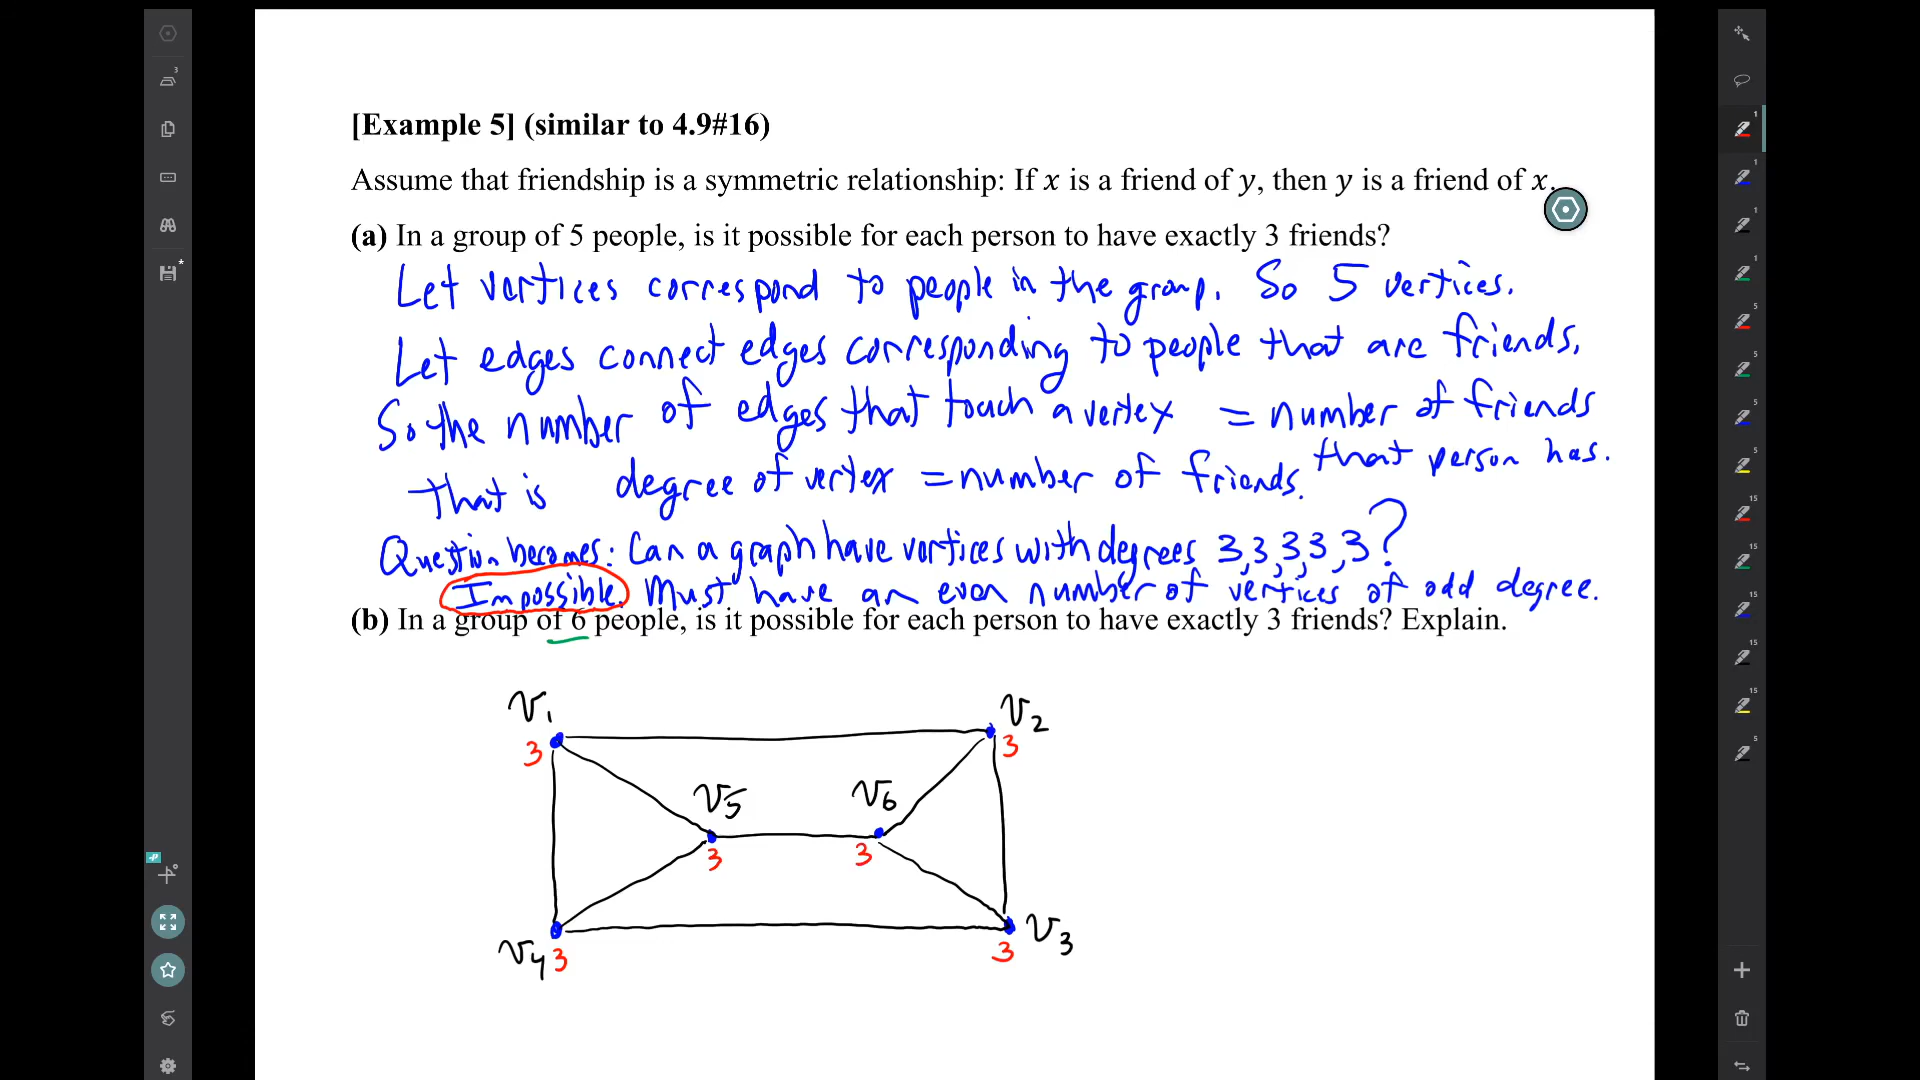 [Example 5] (similar to 4.9#16)
Assume that friendship is a symmetric relationship: If x is a friend of y, then y is a friend of x.
(a) In a group of 5 people, is it possible for each person to have exactly 3 friends?
Let vertices correspond to people in the group. So 5 vertices.
Let edges connect edges corresponding to people that are friends.
So the number of edges that touch a vertex = number of friends
that person has.
that is degree of vertex = number of friends.
Question becomes: Can a graph have vertices with degrees 3,3,3,3,3?
Impossible. Must have an even number of vertices of odd degree.
(b) In a group of 6 people, is it possible for each person to have exactly 3 friends? Explain.
V1 V2
3 3
V5 V6
3 3
V4 3 3 V3